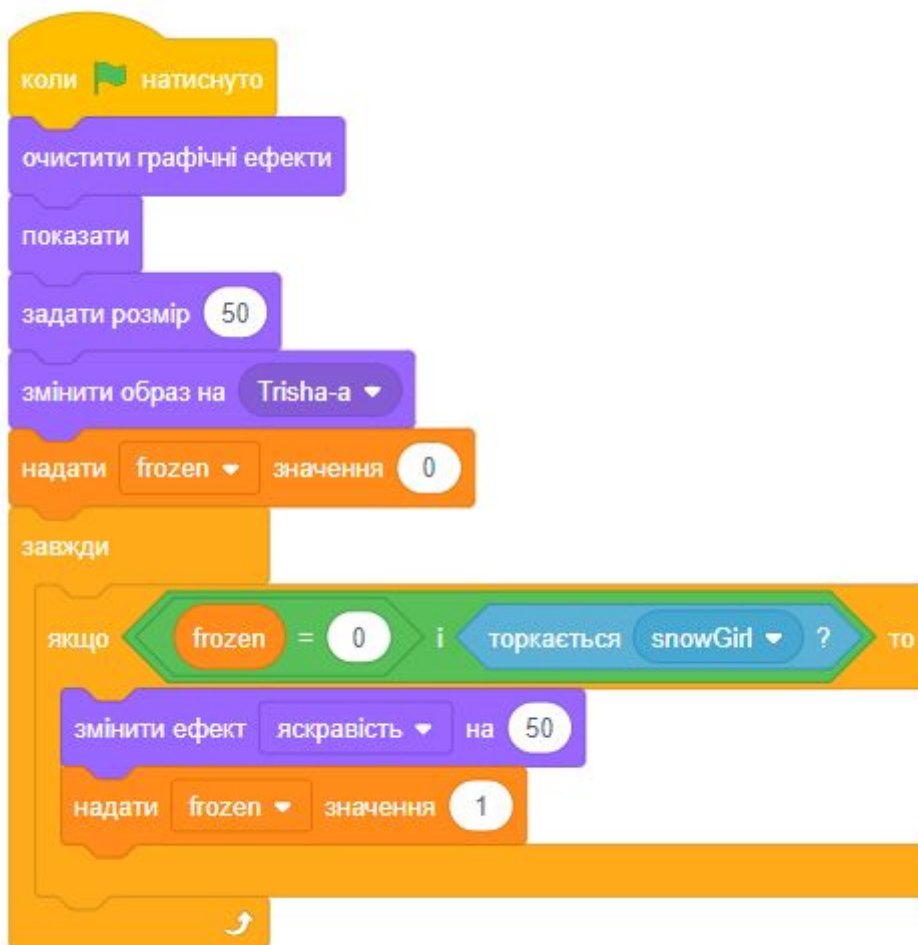 коли натиснуто
очистити графічні ефекти
показати
задати розмір 50
змінити образ на Trisha-a
надати frozen значення 0
завжди
якщо frozen = 0 і торкається snowGirl ? то
змінити ефект яскравість на 50
надати frozen значення 1